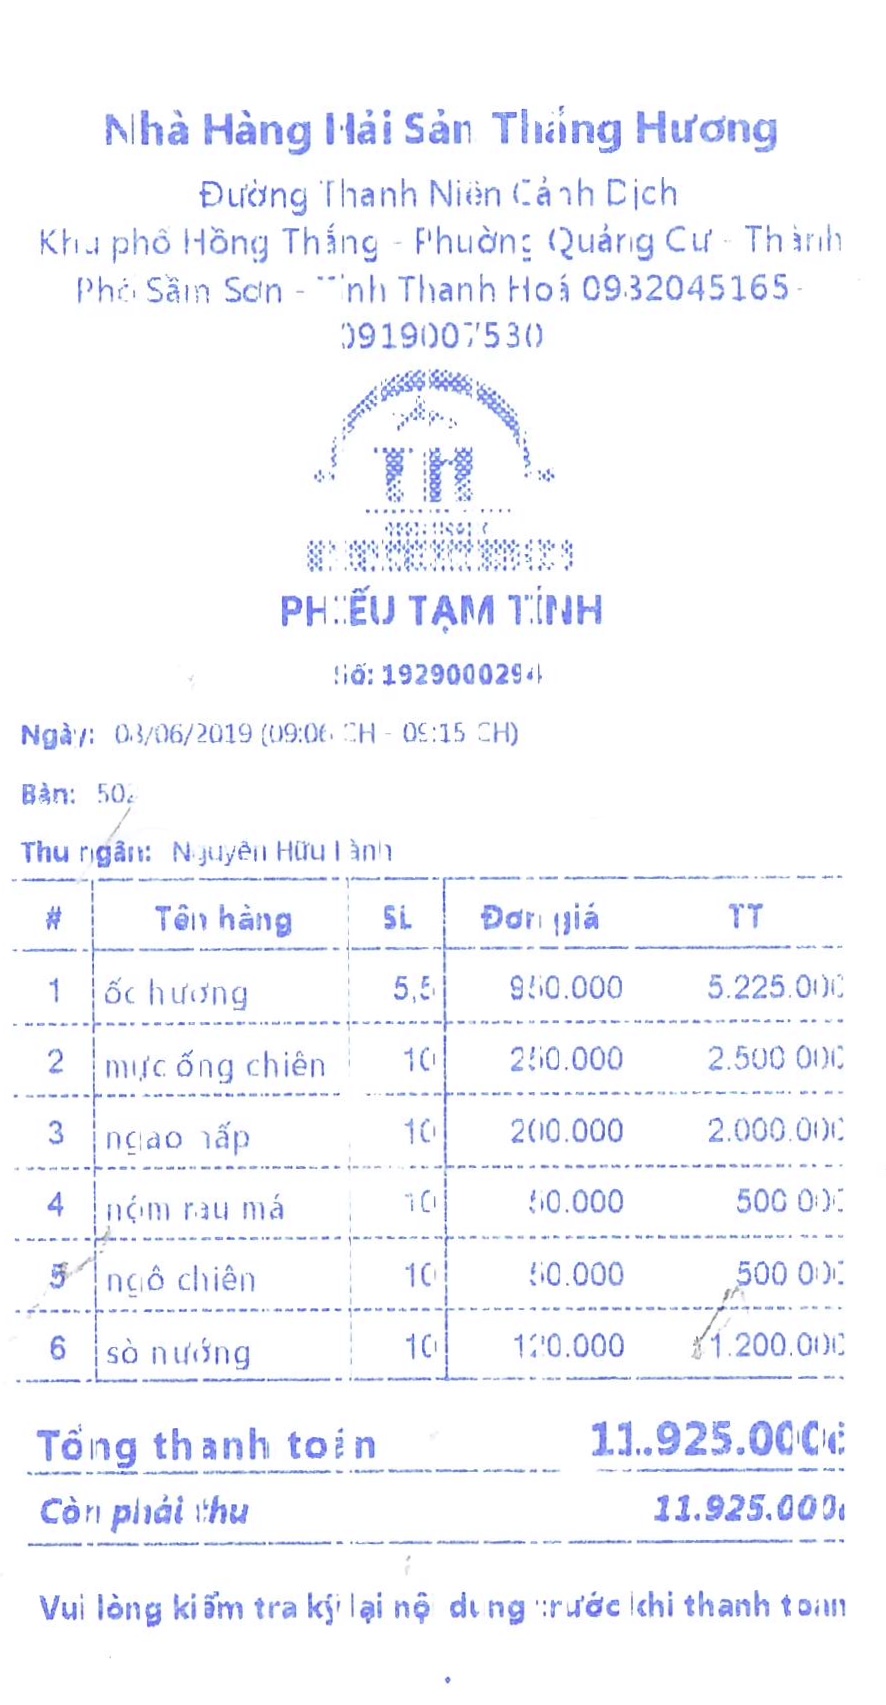 Nhà Hàng Hải Sản Thắng Hương
Đường Thanh Niên Cảnh Dịch
Khu phố Hồng Thắng - Phường Quảng Cư - Thành
Phố Sầm Sơn - Tỉnh Thanh Hoá 0932045165 -
0919007530
TH
PHIẾU TẠM TÍNH
Số: 1929000294
Ngày: 03/06/2019 (09:06 CH - 09:15 CH)
Bàn: 502
Thu ngân: Nguyễn Hữu Lành
# Tên hàng SL Đơn giá TT
1 ốc hương 5,5 950.000 5.225.000
2 mực ống chiên 10 250.000 2.500.000
3 ngao hấp 10 200.000 2.000.000
4 nộm rau má 10 50.000 500.000
5 ngô chiên 10 50.000 500.000
6 sò nướng 10 120.000 1.200.000
Tổng thanh toán 11.925.000đ
Còn phải thu 11.925.000đ
Vui lòng kiểm tra kỹ lại nội dung trước khi thanh toán